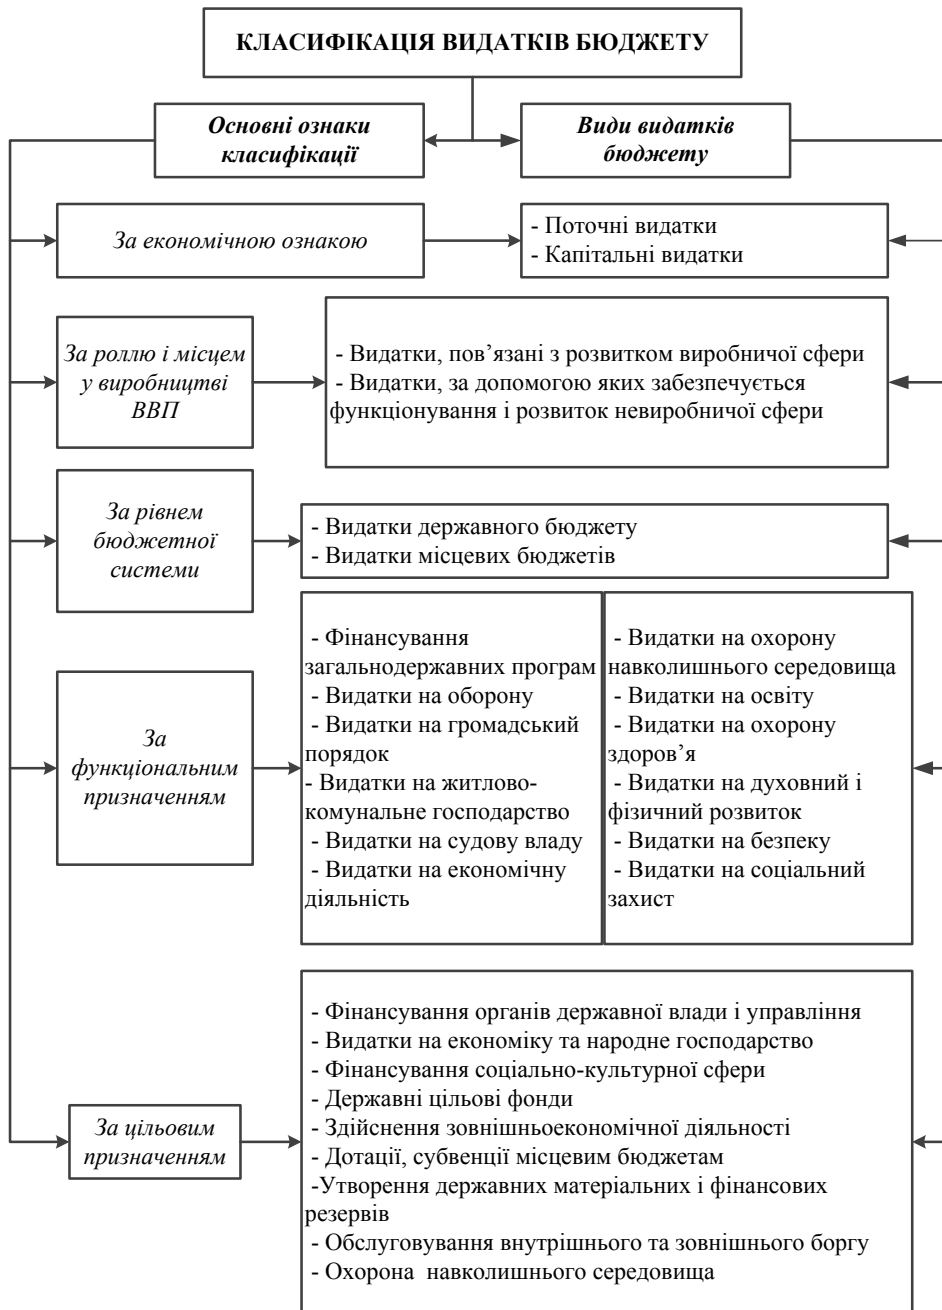 КЛАСИФІКАЦІЯ ВИДАТКІВ БЮДЖЕТУ
Основні ознаки
класифікації
Види видатків
бюджету
За економічною ознакою
- Поточні видатки
- Капітальні видатки
За роллю і місцем
у виробництві
ВВП
- Видатки, пов’язані з розвитком виробничої сфери
- Видатки, за допомогою яких забезпечується
функціонування і розвиток невиробничої сфери
За рівнем
бюджетної
системи
- Видатки державного бюджету
- Видатки місцевих бюджетів
За
функціональним
призначенням
- Фінансування
загальнодержавних програм
- Видатки на оборону
- Видатки на громадський
порядок
- Видатки на житлово-
комунальне господарство
- Видатки на судову владу
- Видатки на економічну
діяльність
- Видатки на охорону
навколишнього середовища
- Видатки на освіту
- Видатки на охорону
здоров’я
- Видатки на духовний і
фізичний розвиток
- Видатки на безпеку
- Видатки на соціальний
захист
За цільовим
призначенням
- Фінансування органів державної влади і управління
- Видатки на економіку та народне господарство
- Фінансування соціально-культурної сфери
- Державні цільові фонди
- Здійснення зовнішньоекономічної діяльності
- Дотації, субвенції місцевим бюджетам
-Утворення державних матеріальних і фінансових
резервів
- Обслуговування внутрішнього та зовнішнього боргу
- Охорона  навколишнього середовища